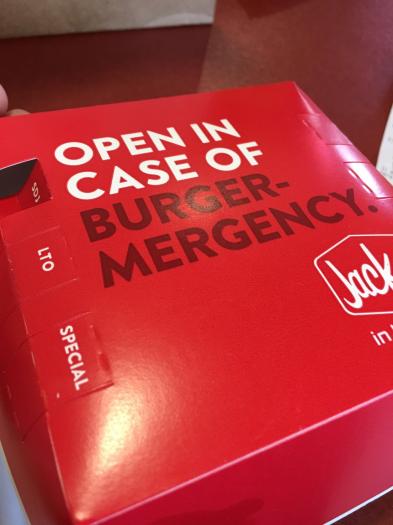 OPEN IN
CASE OF
BURGER-
MERGENCY.
Jack
in
LTO
SPECIAL